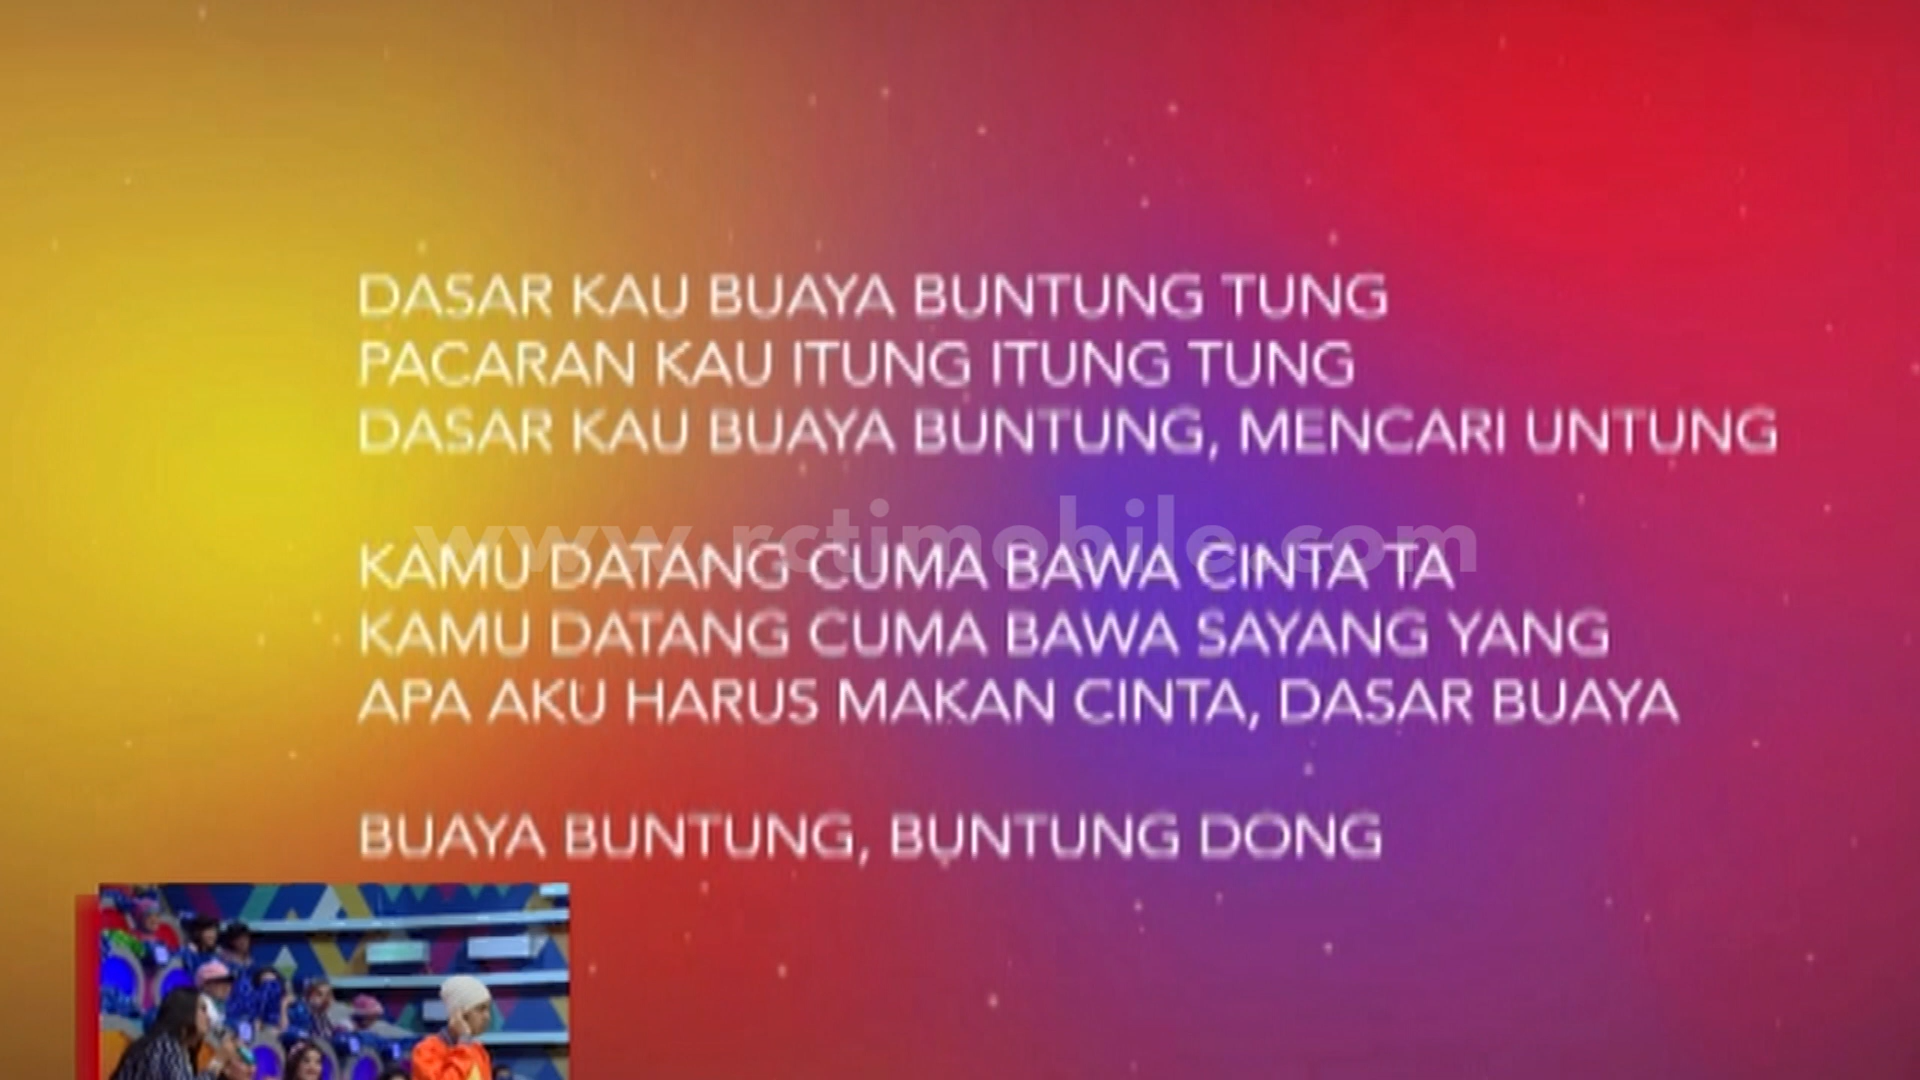 DASAR KAU BUAYA BUNTUNG TUNG
PACARAN KAU ITUNG ITUNG TUNG
DASAR KAU BUAYA BUNTUNG, MENCARI UNTUNG
www.rctimobile.com
KAMU DATANG CUMA BAWA CINTA TA
KAMU DATANG CUMA BAWA SAYANG YANG
APA AKU HARUS MAKAN CINTA, DASAR BUAYA
BUAYA BUNTUNG, BUNTUNG DONG